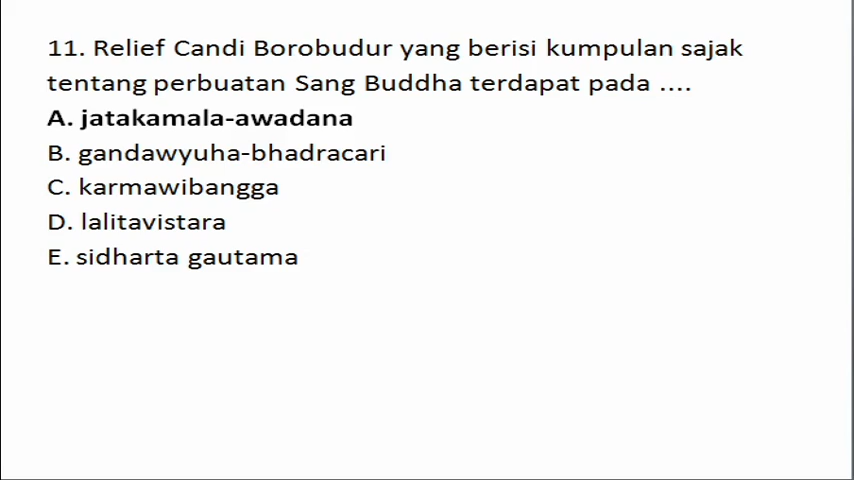 11. Relief Candi Borobudur yang berisi kumpulan sajak
tentang perbuatan Sang Buddha terdapat pada ....
A. jatakamala-awadana
B. gandawyuha-bhadracari
C. karmawibangga
D. lalitavistara
E. sidharta gautama